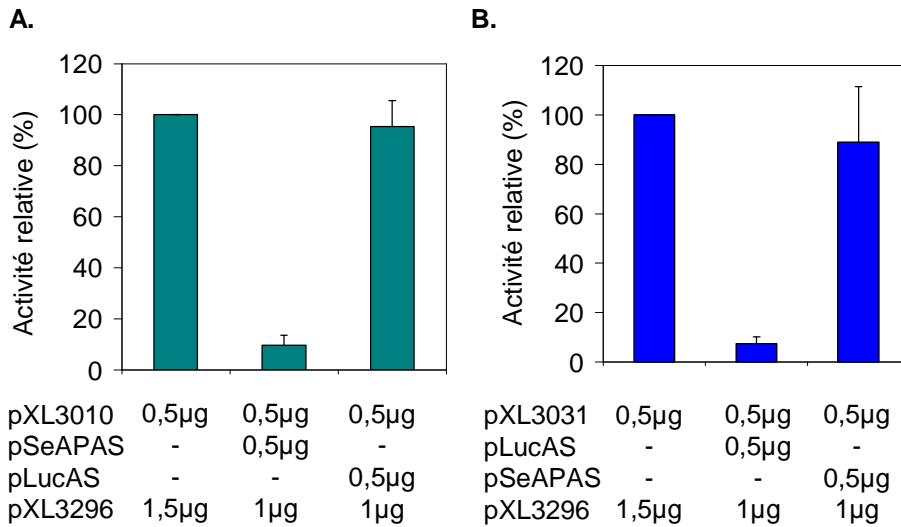 A.
Activité relative (%)
120
100
80
60
40
20
0
pXL3010 0,5µg 0,5µg 0,5µg
pSeAPAS - 0,5µg -
pLucAS - - 0,5µg
pXL3296 1,5µg 1µg 1µg
B.
Activité relative (%)
120
100
80
60
40
20
0
pXL3031 0,5µg 0,5µg 0,5µg
pLucAS - 0,5µg -
pSeAPAS - - 0,5µg
pXL3296 1,5µg 1µg 1µg